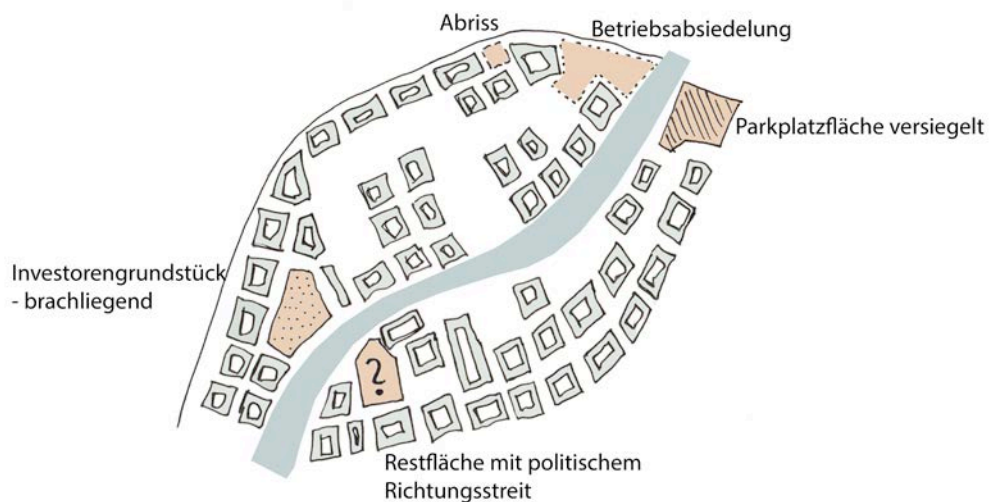 Abriss
Betriebsabsiedelung
Parkplatzfläche versiegelt
Investorengrundstück
- brachliegend
?
Restfläche mit politischem
Richtungsstreit